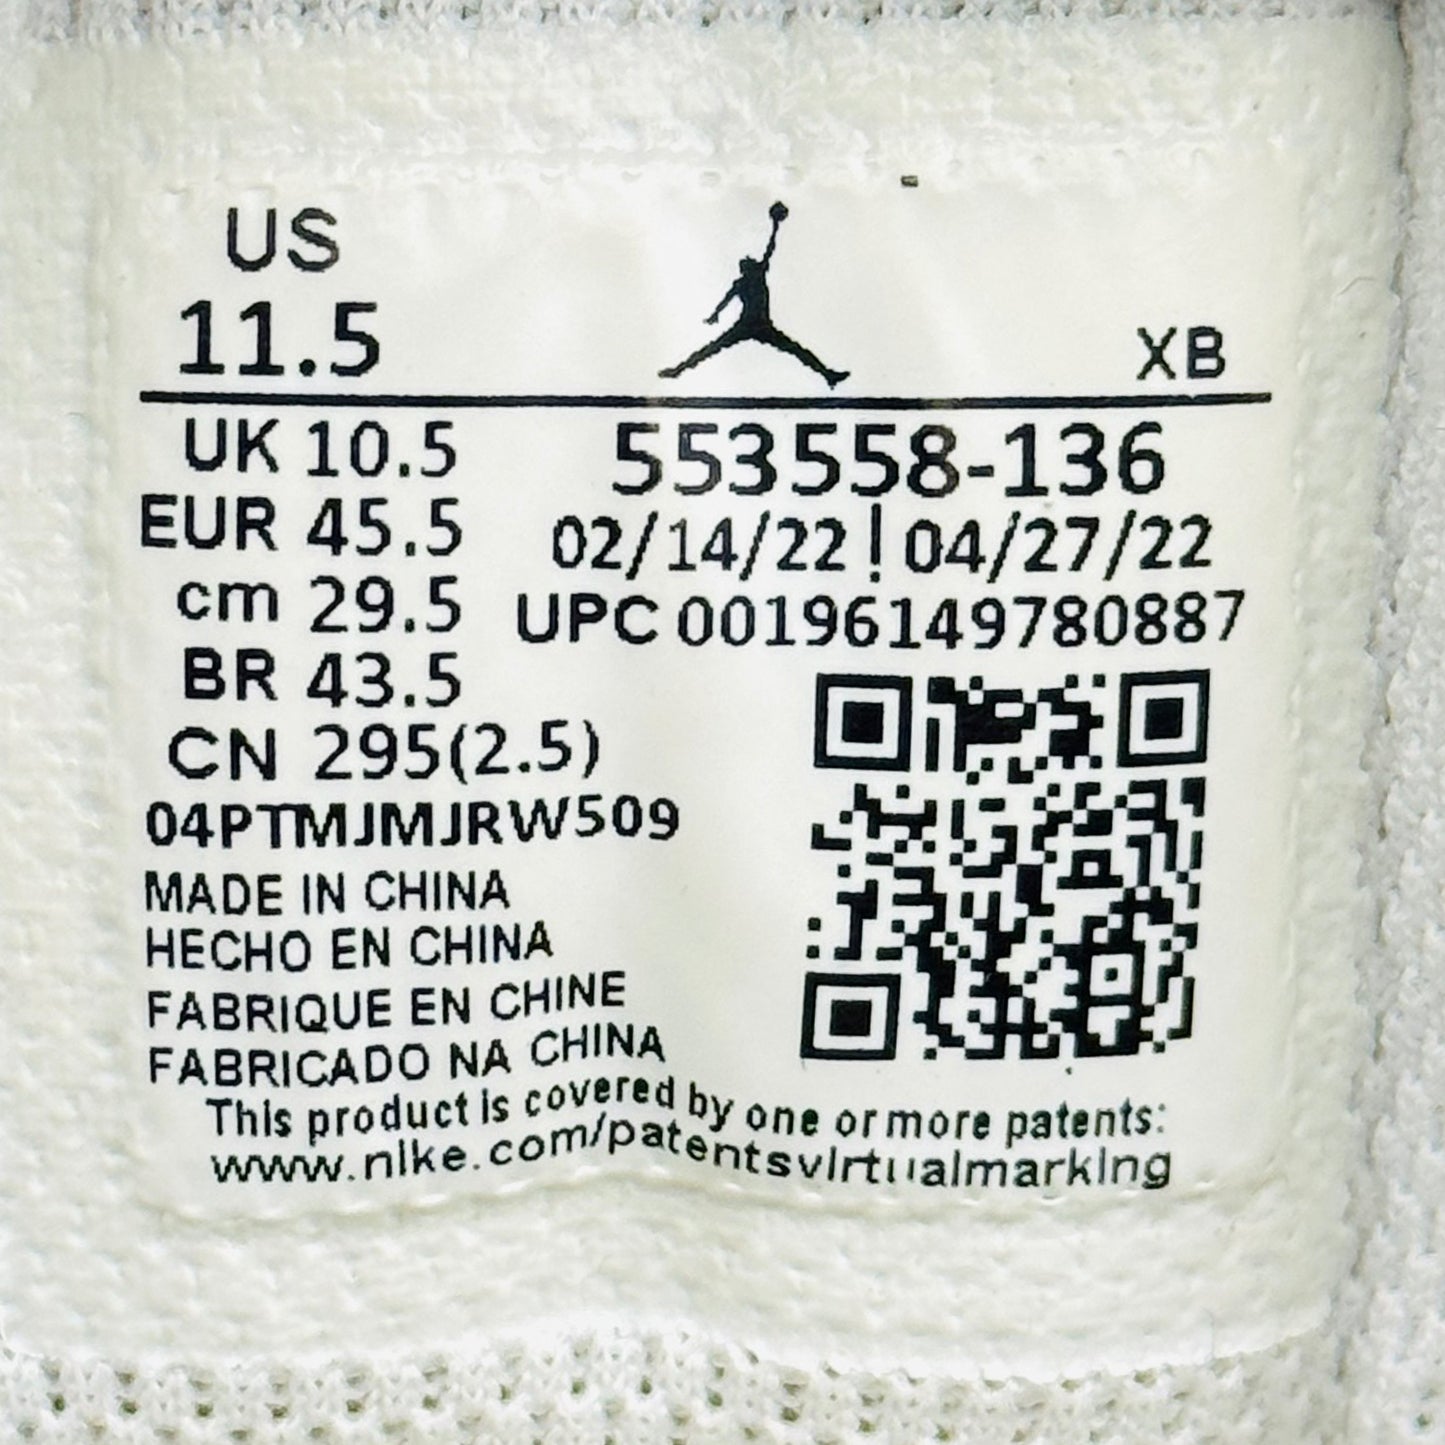 US
11.5
XB
UK 10.5
553558-136
EUR 45.5
02/14/22 ! 04/27/22
cm 29.5
UPC 00196149780887
BR 43.5
CN 295(2.5)
04PTMJMJRW509
MADE IN CHINA
HECHO EN CHINA
FABRIQUE EN CHINE
FABRICADO NA CHINA
This product is covered by one or more patents:
www.nike.com/patentsvirtualmarking